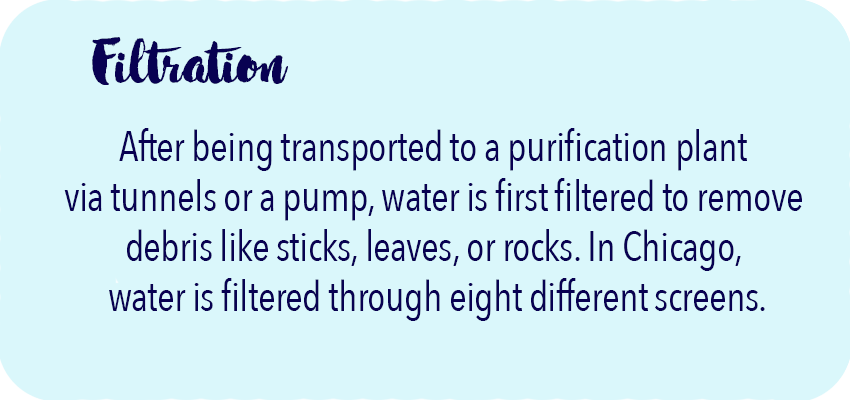 Filtration
After being transported to a purification plant
via tunnels or a pump, water is first filtered to remove
debris like sticks, leaves, or rocks. In Chicago,
water is filtered through eight different screens.